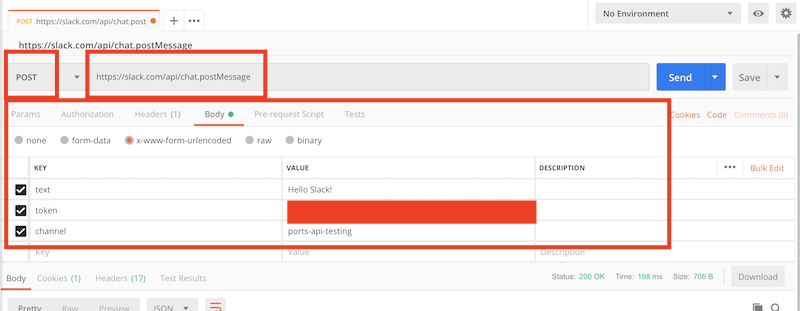 POST https://slack.com/api/chat.post
No Environment
https://slack.com/api/chat.postMessage
POST https://slack.com/api/chat.postMessage Send Save
Params Authorization Headers (1) Body Pre-request Script Tests Cookies Code Comments (0)
none form-data x-www-form-urlencoded raw binary
KEY VALUE DESCRIPTION ••• Bulk Edit
text Hello Slack!
token
channel ports-api-testing
Key Value Description
Body Cookies (1) Headers (17) Test Results Status: 200 OK Time: 198 ms Size: 706 B Download
Pretty Raw Preview JSON